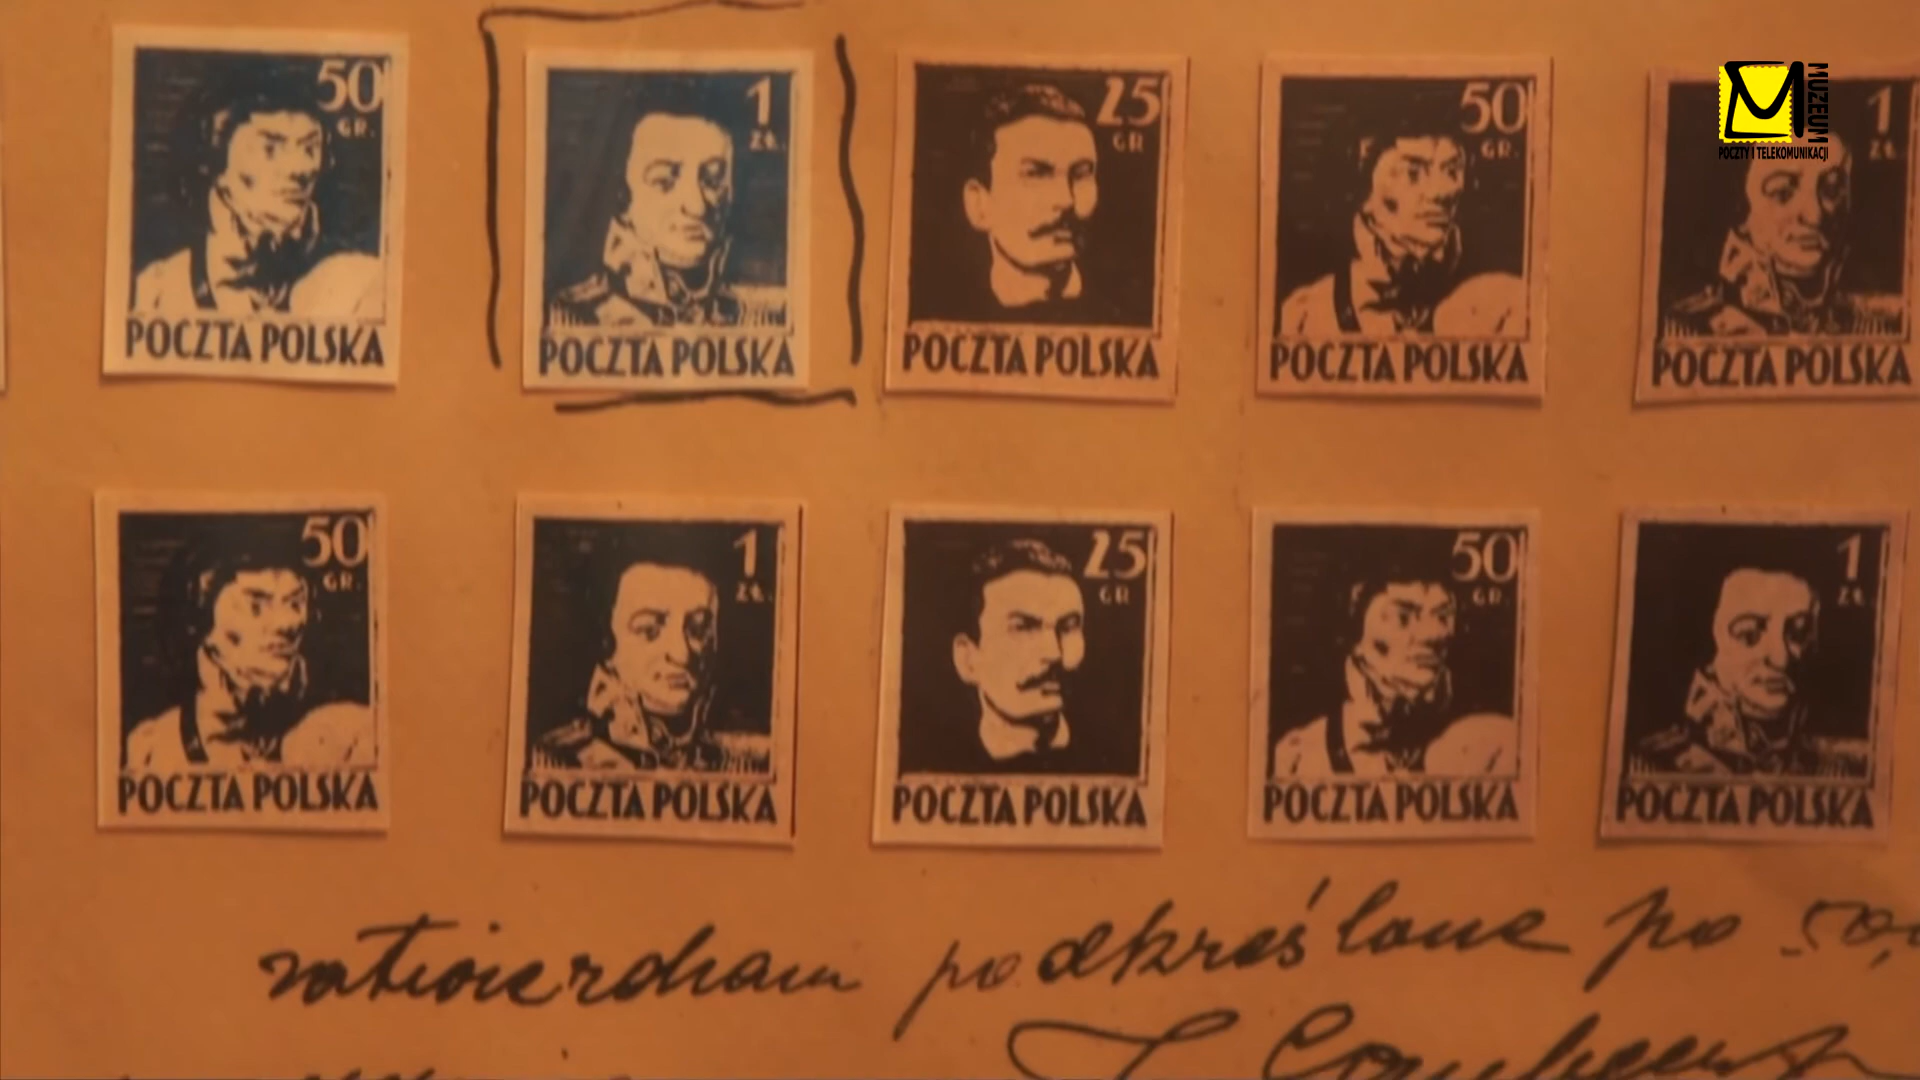 50 GR. POCZTA POLSKA
1 ZŁ. POCZTA POLSKA
25 GR POCZTA POLSKA
50 GR. POCZTA POLSKA
1 ZŁ POCZTA POLSKA
MUZEUM
POCZTY I TELEKOMUNIKACJI
50 GR. POCZTA POLSKA
1 ZŁ. POCZTA POLSKA
25 GR POCZTA POLSKA
50 GR. POCZTA POLSKA
1 ZŁ POCZTA POLSKA
zatwierdzam podkreślone po